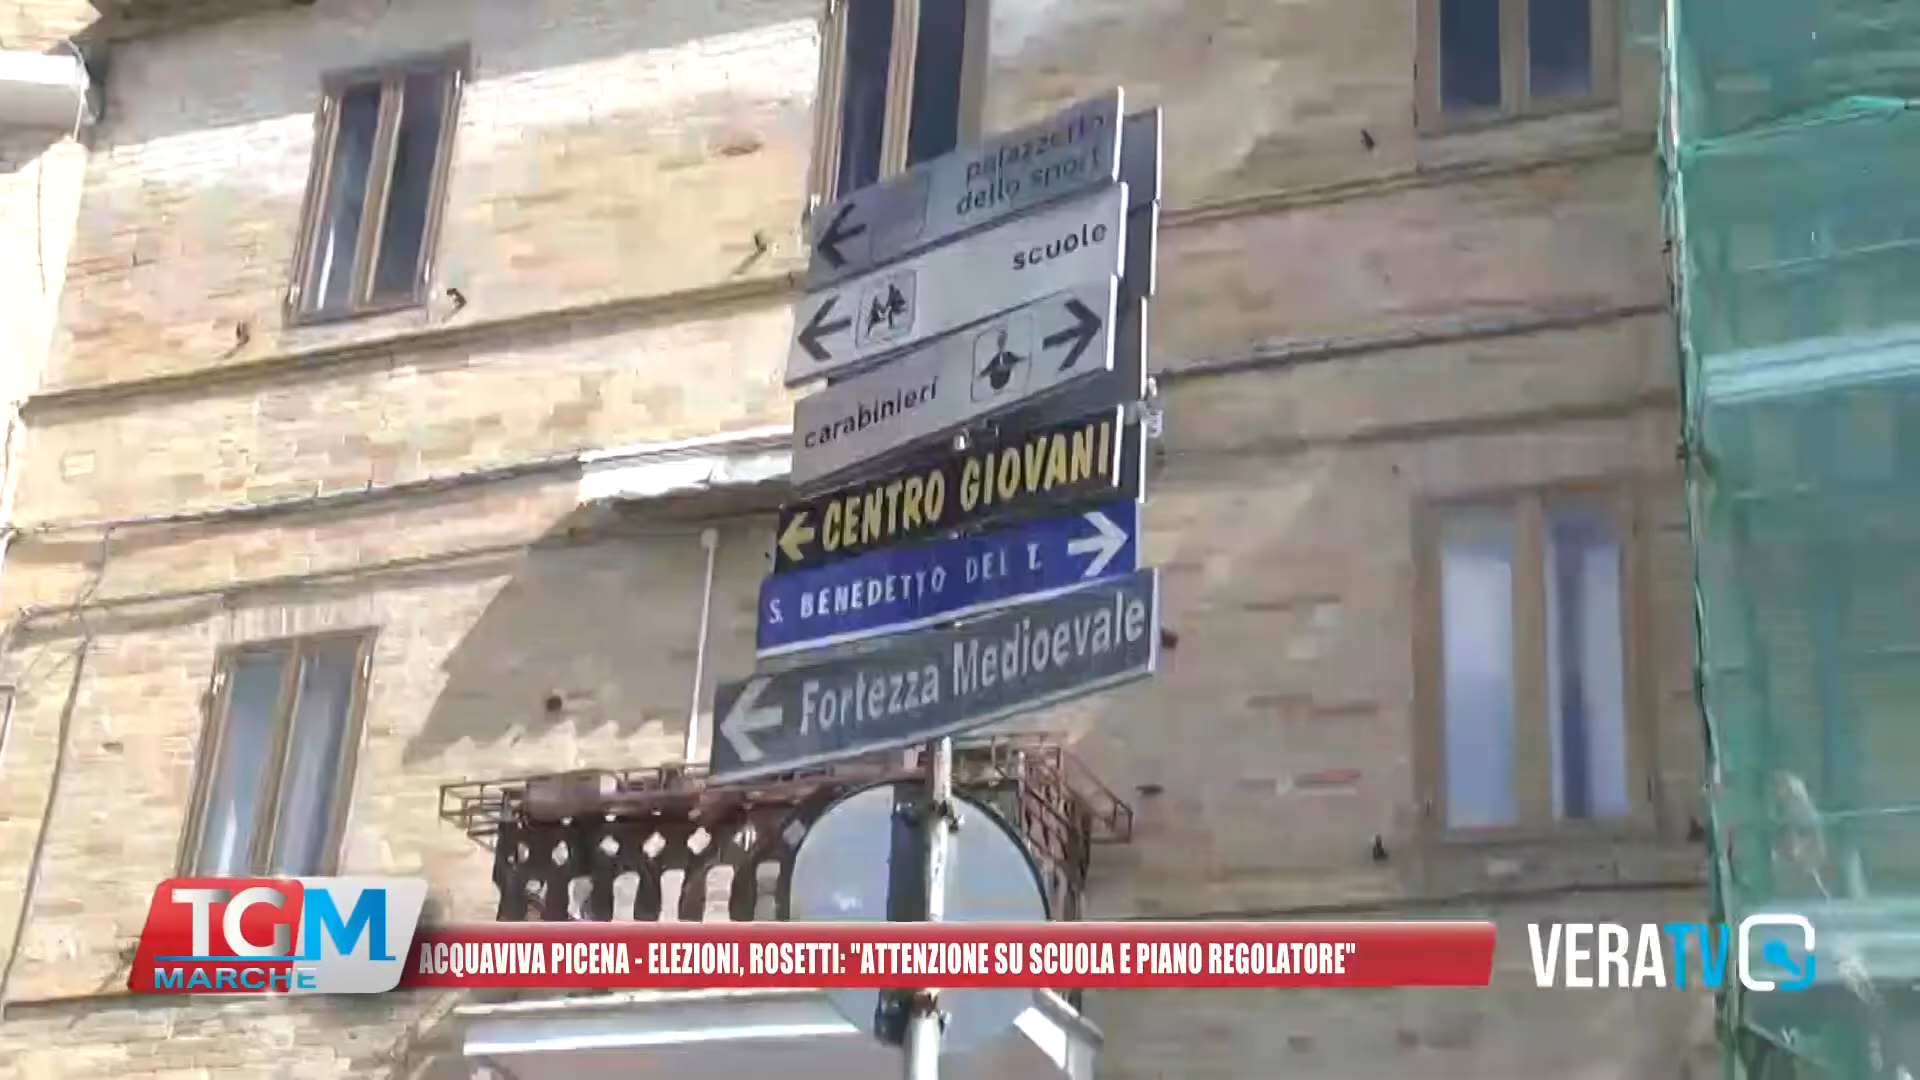 palazzetto
dello sport
scuole
carabinieri
CENTRO GIOVANI
S. BENEDETTO DEL T.
Fortezza Medioevale
TGM
MARCHE
ACQUAVIVA PICENA - ELEZIONI, ROSETTI: "ATTENZIONE SU SCUOLA E PIANO REGOLATORE"
VERATV